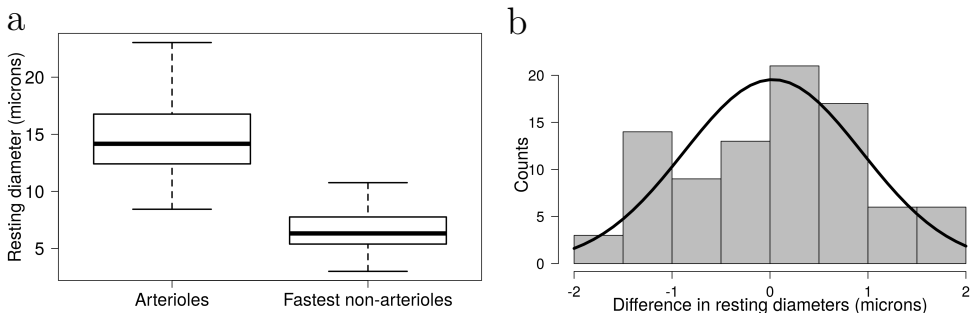 a
Resting diameter (microns)
20
15
10
5
Arterioles
Fastest non-arterioles
b
Counts
20
15
10
5
0
-2
-1
0
1
2
Difference in resting diameters (microns)